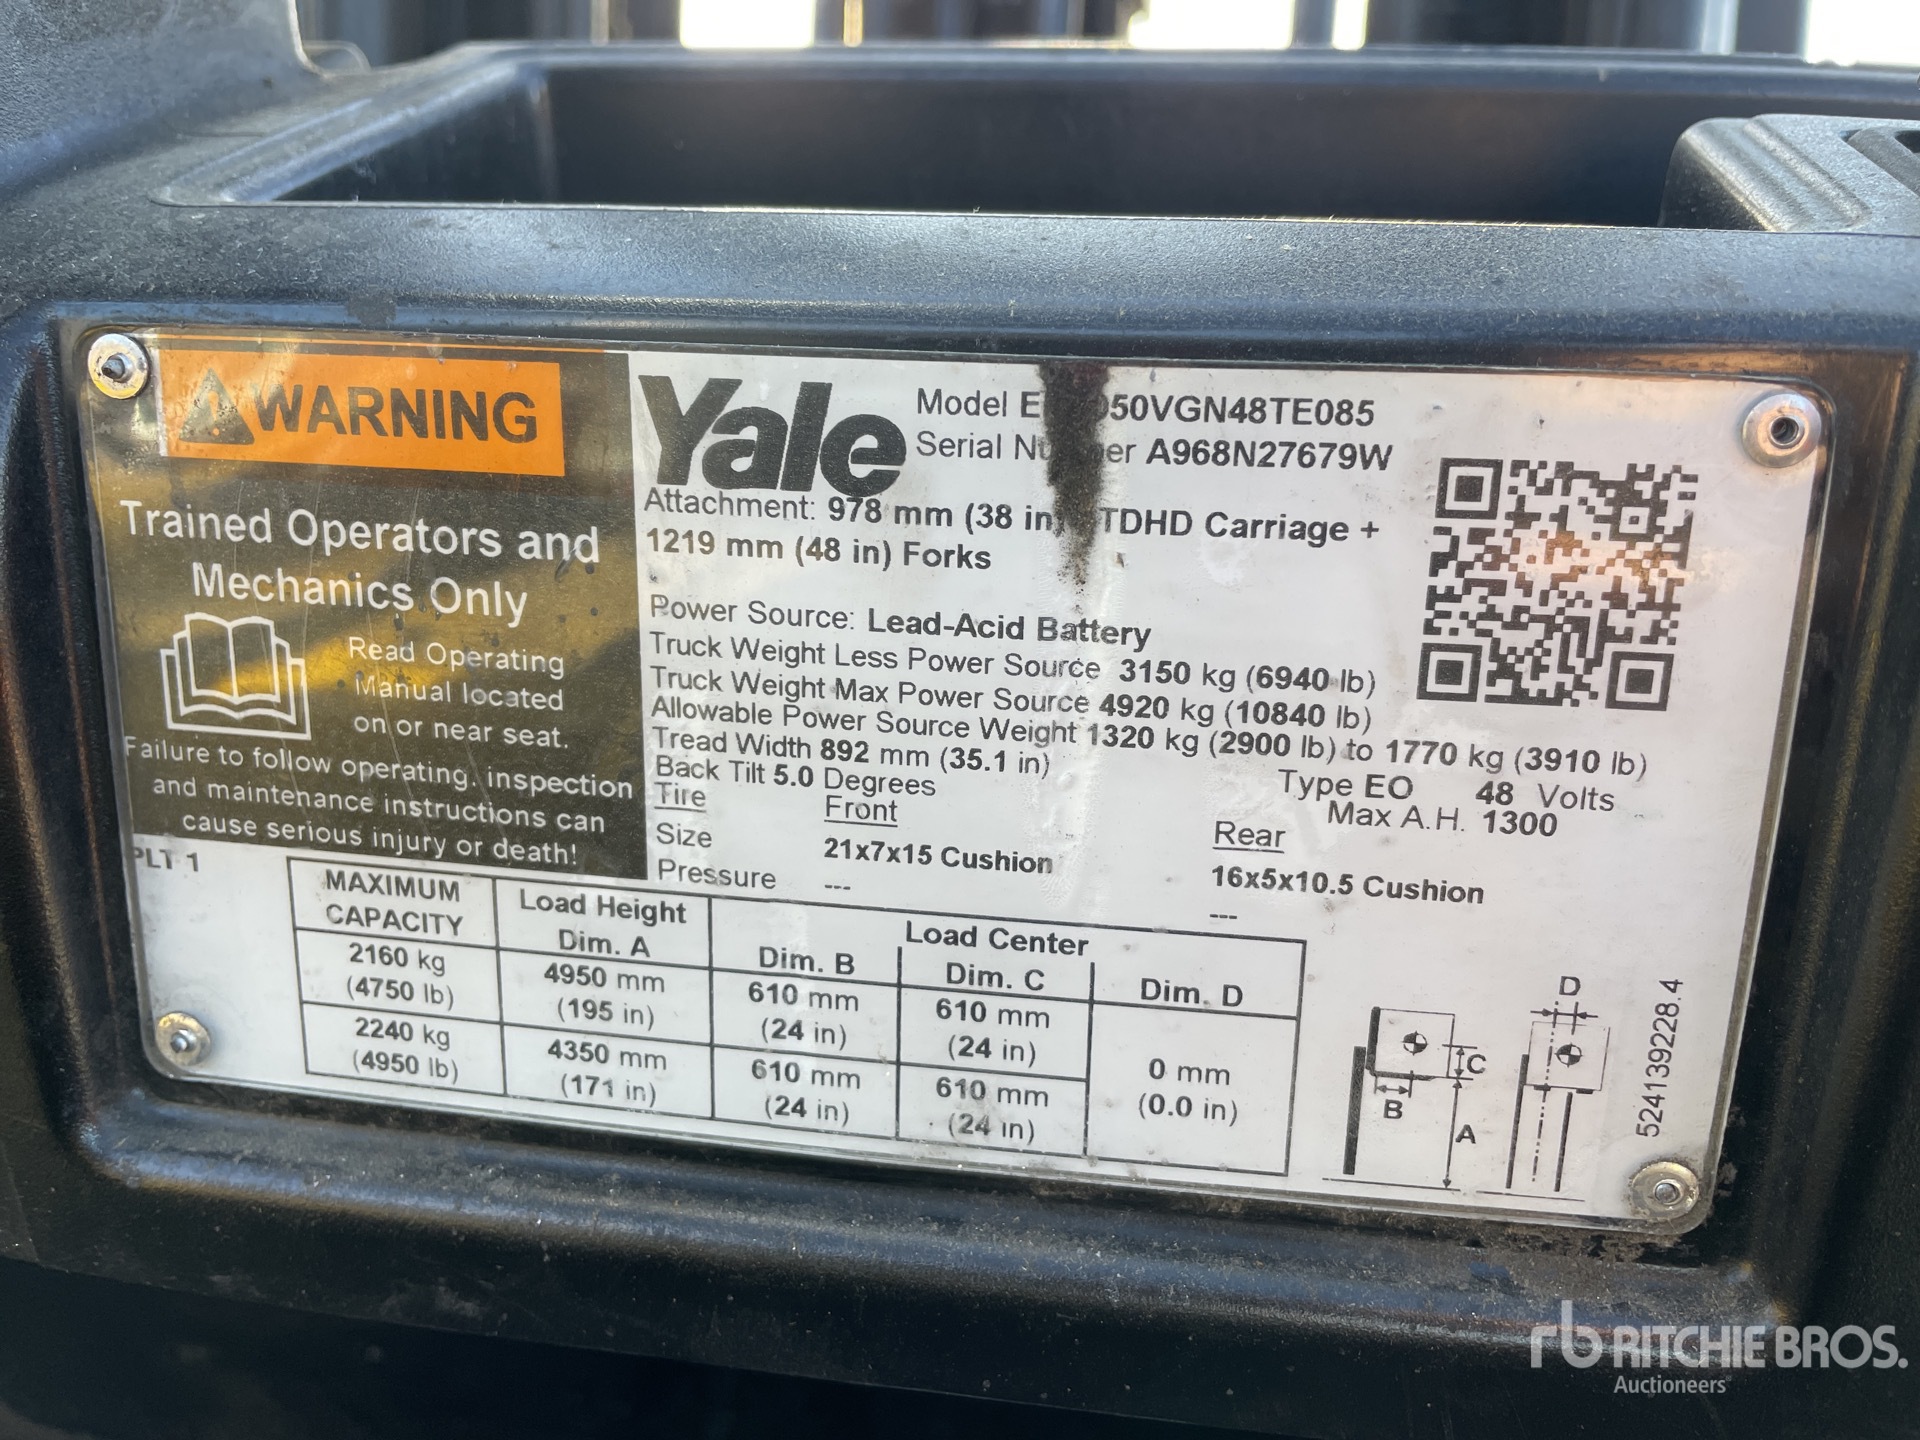 WARNING
Trained Operators and
Mechanics Only
Read Operating
Manual located
on or near seat.
Failure to follow operating, inspection
and maintenance instructions can
cause serious injury or death!
PLT 1
Yale
Model
Serial Number A968N27679W
Attachment: 978 mm (38 in) TDHD Carriage +
1219 mm (48 in) Forks
Power Source: Lead-Acid Battery
Truck Weight Less Power Source 3150 kg (6940 lb)
Truck Weight Max Power Source 4920 kg (10840 lb)
Allowable Power Source Weight 1320 kg (2900 lb) to 1770 kg (3910 lb)
Tread Width 892 mm (35.1 in) Type EO 48 Volts
Back Tilt 5.0 Degrees Max A.H. 1300
Tire Front Rear
Size 21x7x15 Cushion 16x5x10.5 Cushion
Pressure --- ---
MAXIMUM CAPACITY Load Height Dim. A Load Center
Dim. B Dim. C Dim. D
2160 kg 4950 mm 610 mm 610 mm
(4750 lb) (195 in) (24 in) (24 in)
2240 kg 4350 mm 610 mm 610 mm 0 mm
(4950 lb) (171 in) (24 in) (24 in) (0.0 in)
D
C
B
A
524139228.4
rb RITCHIE BROS.
Auctioneers